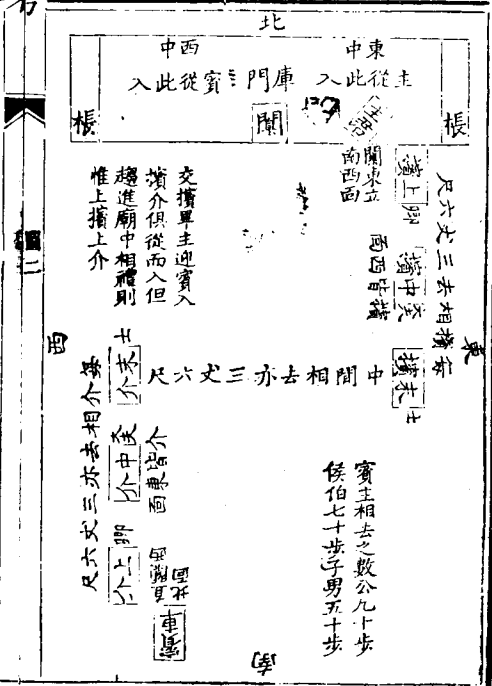 北
東中
主從此入
西中
賓從此入
庫門
闑
棖
棖
闑東立
南西面
上擯 卿
中擯 大夫
末擯 士
擯皆西面
每擯相去三丈六尺
東
交擯畢主迎賓入
擯介俱從而入但
趨進廟中相禮則
惟上擯上介
中間相去亦三丈六尺
西
末介 士
中介 大夫
上介 卿
介皆東面
每介相去亦三丈六尺
賓車
賓主相去之數公九十步
侯伯七十步子男五十步
南